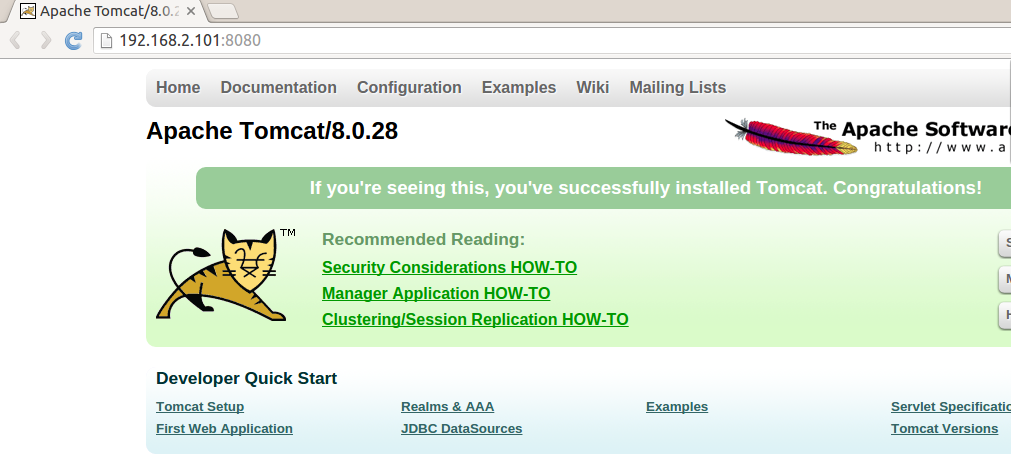 Apache Tomcat/8.0.2
192.168.2.101:8080
Home Documentation Configuration Examples Wiki Mailing Lists
Apache Tomcat/8.0.28
The Apache Softwar
http://www.a
If you're seeing this, you've successfully installed Tomcat. Congratulations!
TM
Recommended Reading:
Security Considerations HOW-TO
Manager Application HOW-TO
Clustering/Session Replication HOW-TO
S
M
H
Developer Quick Start
Tomcat Setup Realms & AAA Examples Servlet Specificatio
First Web Application JDBC DataSources Tomcat Versions